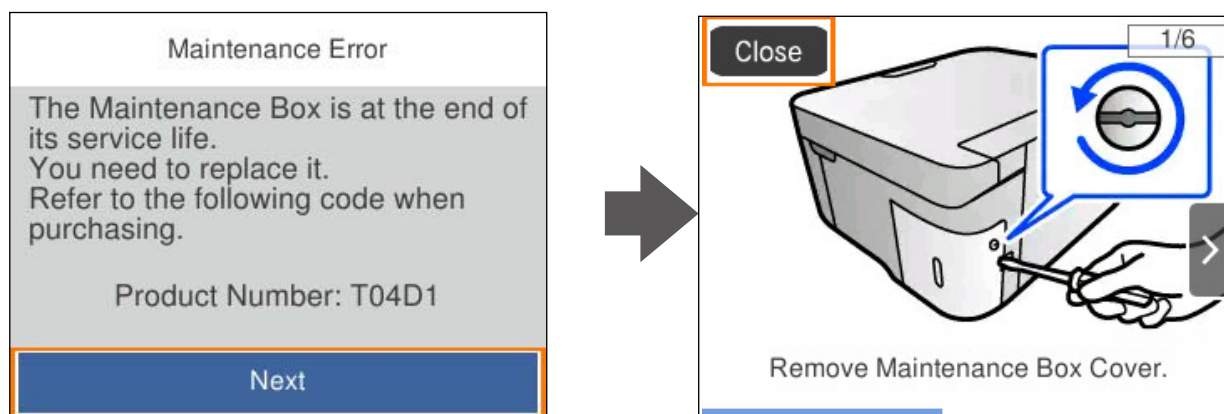 Maintenance Error
The Maintenance Box is at the end of
its service life.
You need to replace it.
Refer to the following code when
purchasing.
Product Number: T04D1
Next
Close
1/6
Remove Maintenance Box Cover.